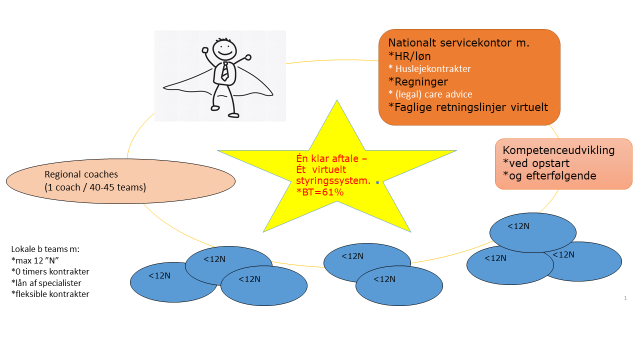 Nationalt servicekontor m.
*HR/løn
* Huslejekontrakter
*Regninger
* (legal) care advice
*Faglige retningslinjer virtuelt
Kompetenceudvikling
*ved opstart
*og efterfølgende
Én klar aftale –
Ét virtuelt
styringssystem.
*BT=61%
Regional coaches
(1 coach / 40-45 teams)
Lokale b teams m:
*max 12 ”N”
*0 timers kontrakter
*lån af specialister
*fleksible kontrakter
<12N
<12N
<12N
<12N
<12N
<12N
<12N
<12N
1